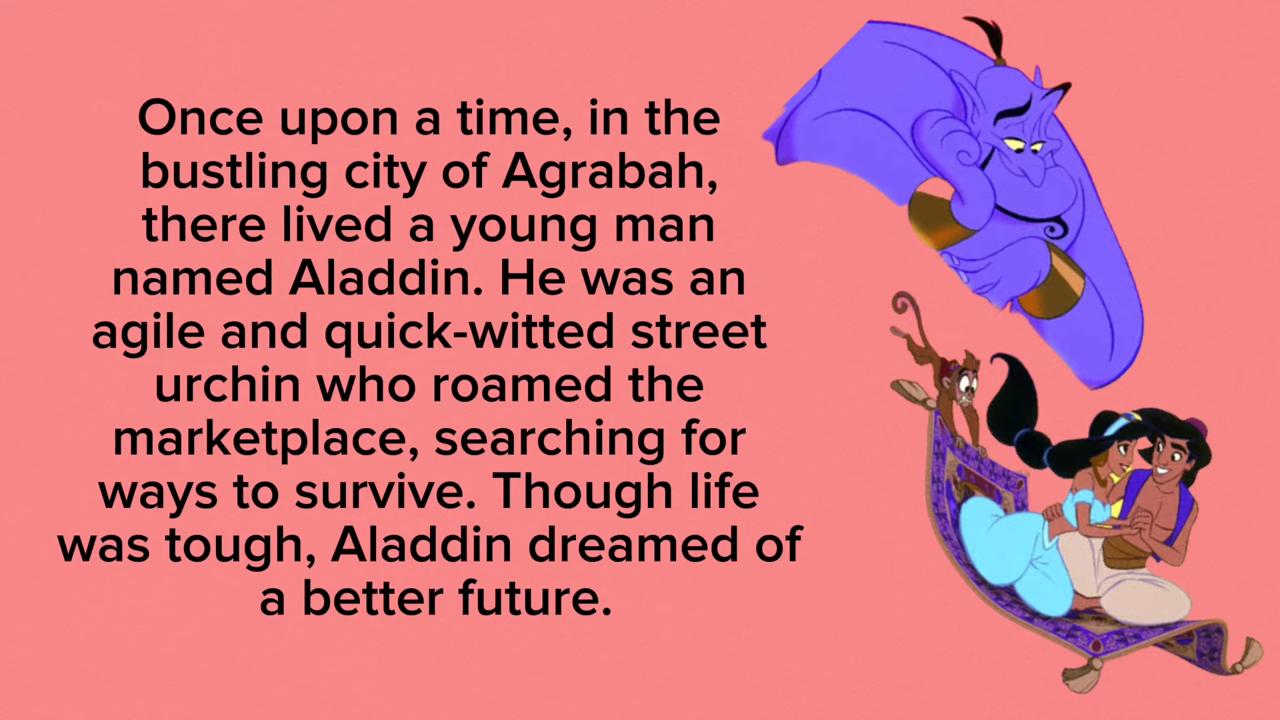 Once upon a time, in the
bustling city of Agrabah,
there lived a young man
named Aladdin. He was an
agile and quick-witted street
urchin who roamed the
marketplace, searching for
ways to survive. Though life
was tough, Aladdin dreamed of
a better future.